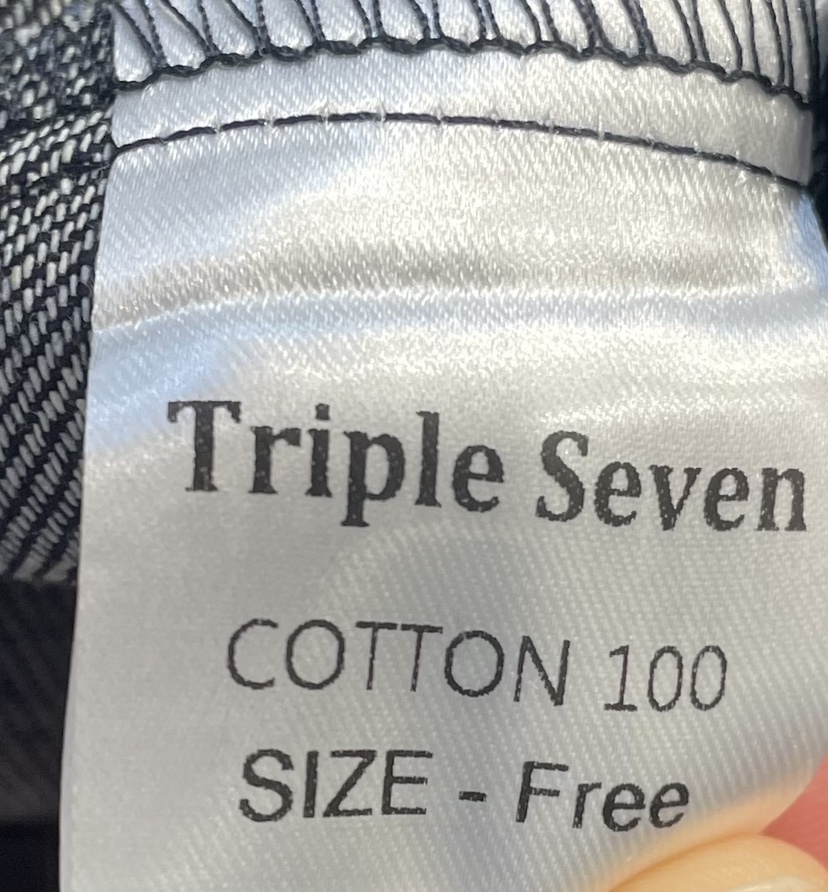 Triple Seven
COTTON 100
SIZE - Free